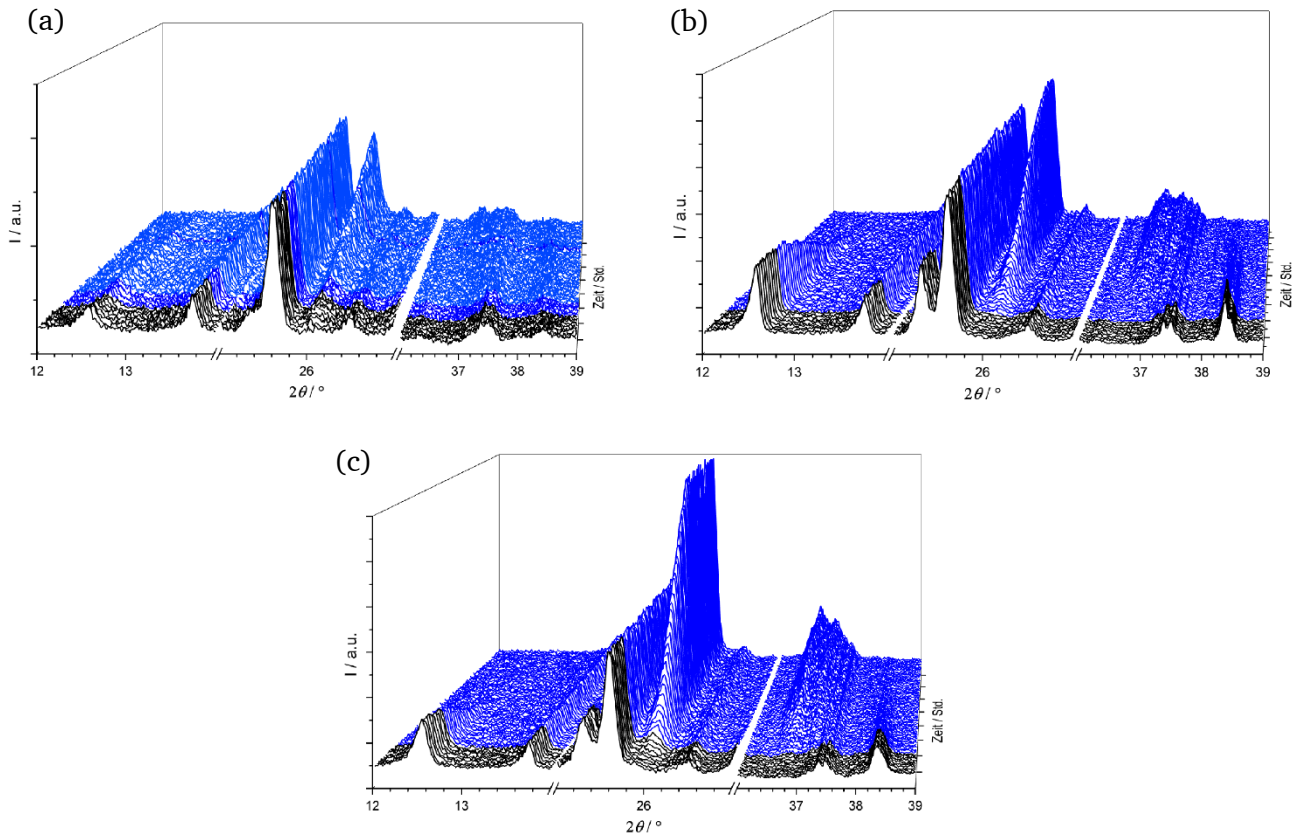 (a)
I / a.u.
12 13 26 37 38 39
2θ / °
Zeit / Std.
(b)
I / a.u.
12 13 26 37 38 39
2θ / °
Zeit / Std.
(c)
I / a.u.
12 13 26 37 38 39
2θ / °
Zeit / Std.